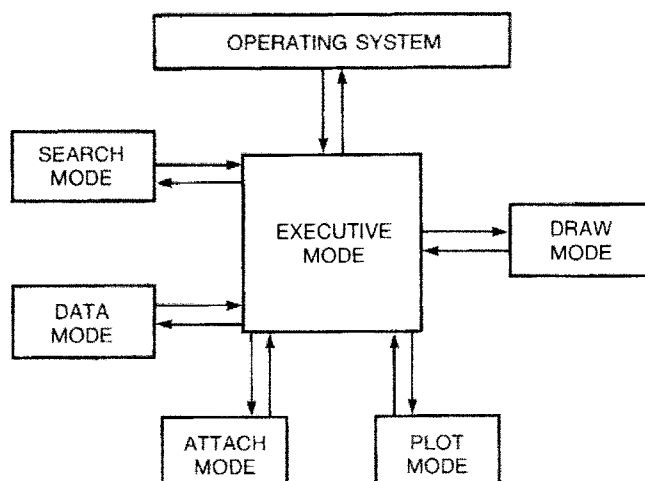 OPERATING SYSTEM
SEARCH
MODE
EXECUTIVE
MODE
DRAW
MODE
DATA
MODE
ATTACH
MODE
PLOT
MODE